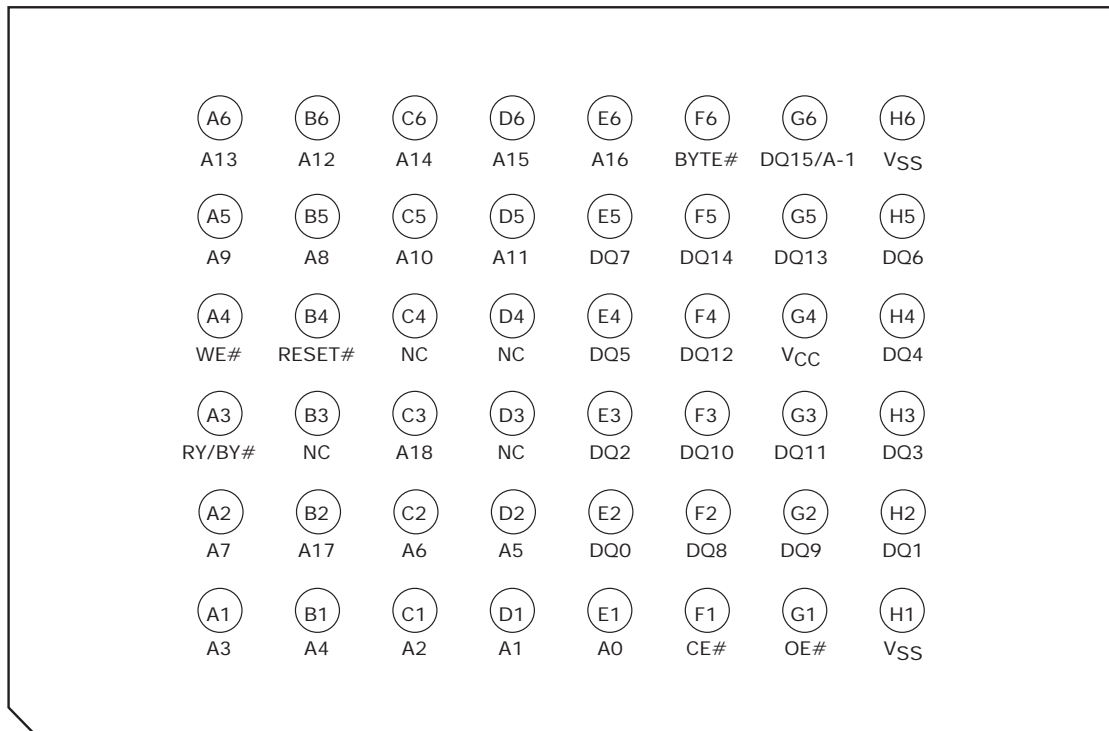 A6 B6 C6 D6 E6 F6 G6 H6
A13 A12 A14 A15 A16 BYTE# DQ15/A-1 VSS
A5 B5 C5 D5 E5 F5 G5 H5
A9 A8 A10 A11 DQ7 DQ14 DQ13 DQ6
A4 B4 C4 D4 E4 F4 G4 H4
WE# RESET# NC NC DQ5 DQ12 VCC DQ4
A3 B3 C3 D3 E3 F3 G3 H3
RY/BY# NC A18 NC DQ2 DQ10 DQ11 DQ3
A2 B2 C2 D2 E2 F2 G2 H2
A7 A17 A6 A5 DQ0 DQ8 DQ9 DQ1
A1 B1 C1 D1 E1 F1 G1 H1
A3 A4 A2 A1 A0 CE# OE# VSS